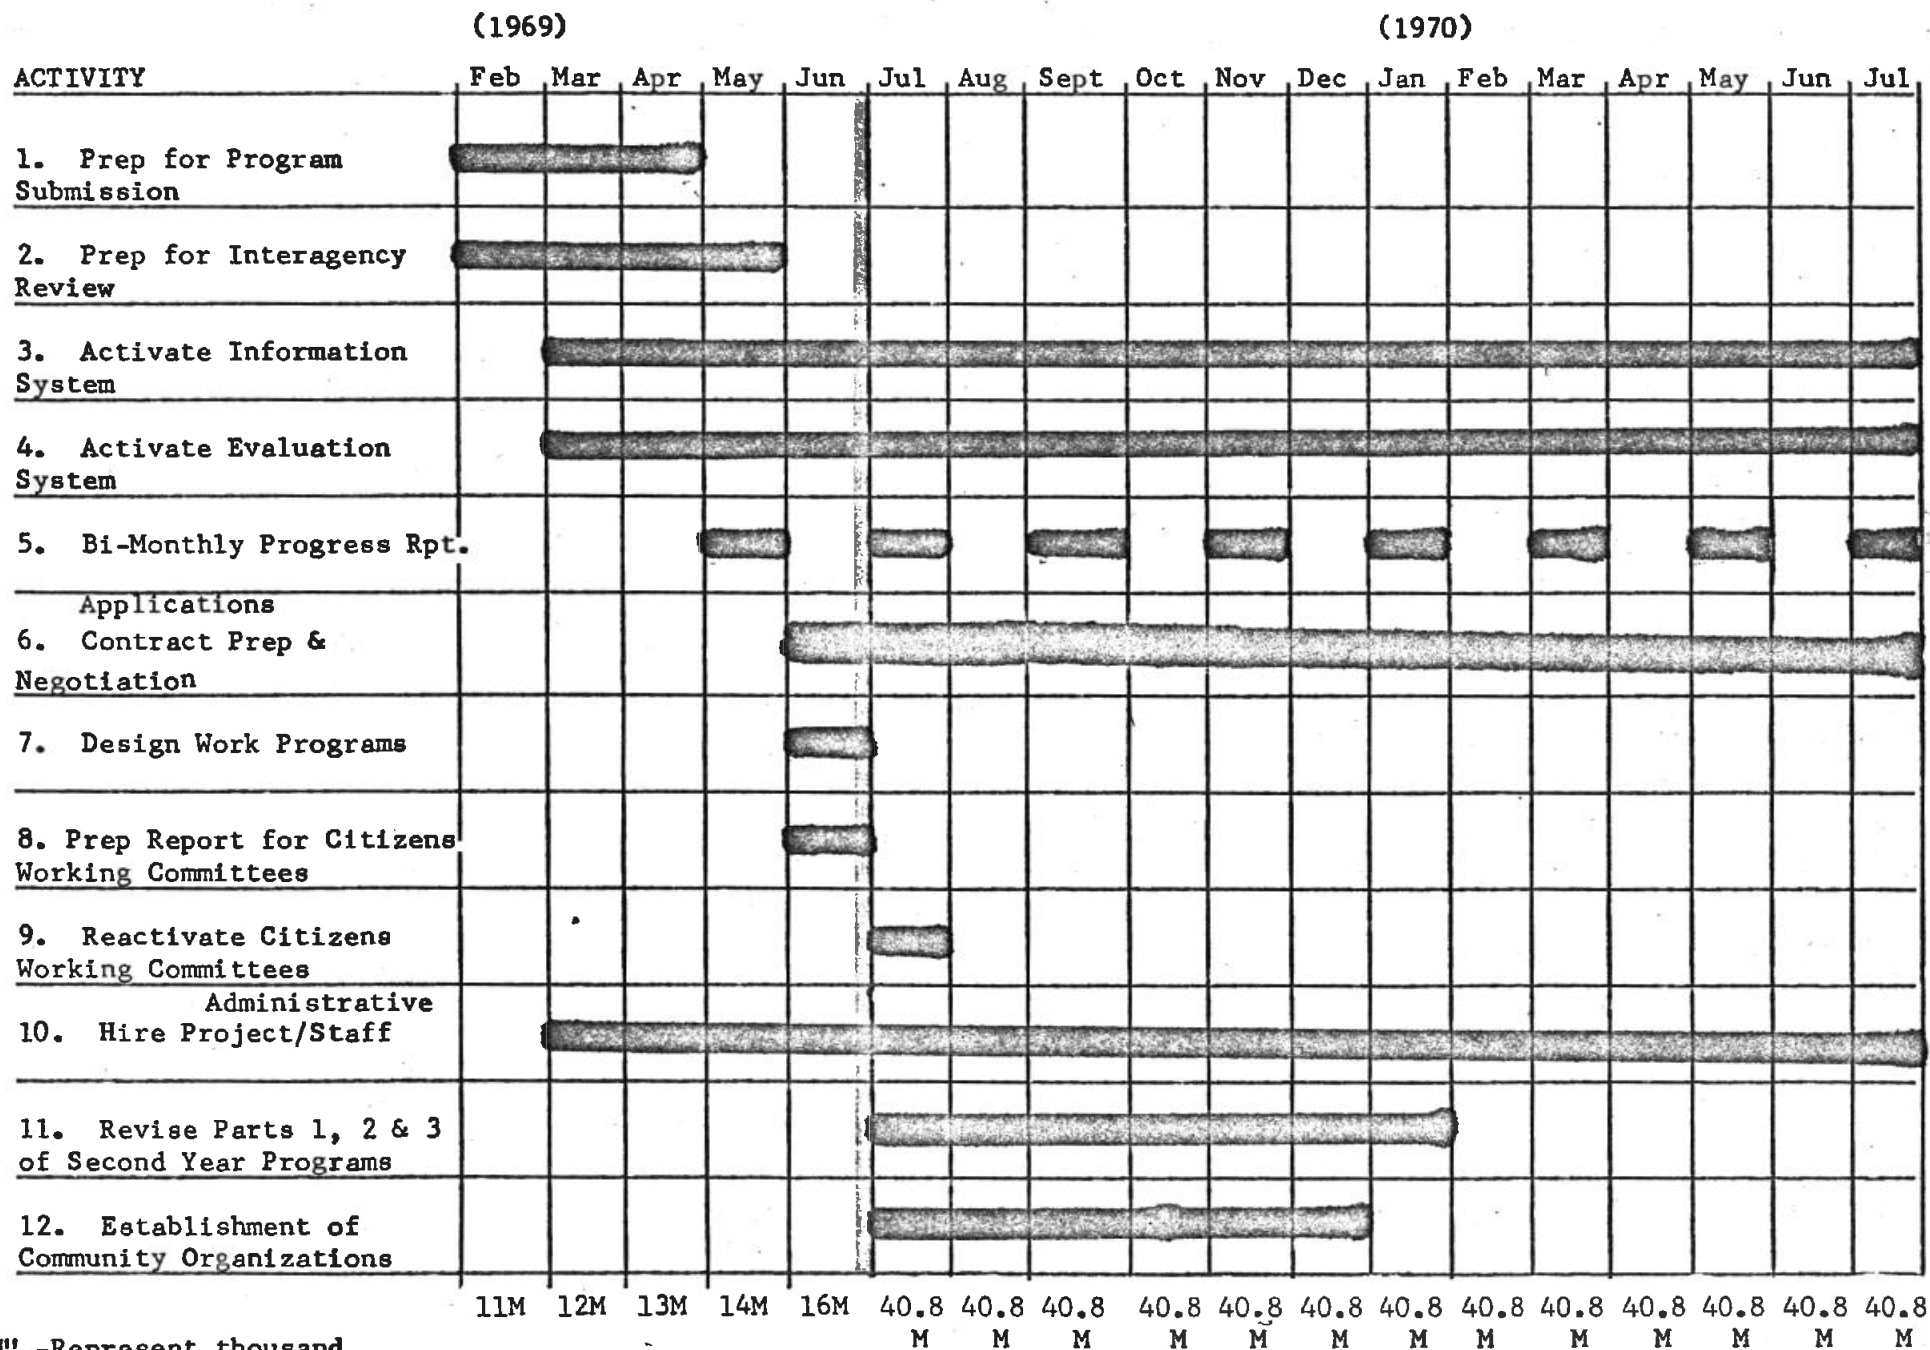 (1969) (1970)
ACTIVITY Feb Mar Apr May Jun Jul Aug Sept Oct Nov Dec Jan Feb Mar Apr May Jun Jul
1. Prep for Program
Submission
2. Prep for Interagency
Review
3. Activate Information
System
4. Activate Evaluation
System
5. Bi-Monthly Progress Rpt.
Applications
6. Contract Prep &
Negotiation
7. Design Work Programs
8. Prep Report for Citizens
Working Committees
9. Reactivate Citizens
Working Committees
Administrative
10. Hire Project/Staff
11. Revise Parts 1, 2 & 3
of Second Year Programs
12. Establishment of
Community Organizations
11M 12M 13M 14M 16M 40.8 40.8 40.8 40.8 40.8 40.8 40.8 40.8 40.8 40.8 40.8 40.8 40.8
M M M M M M M M M M M M M
-Represent thousand